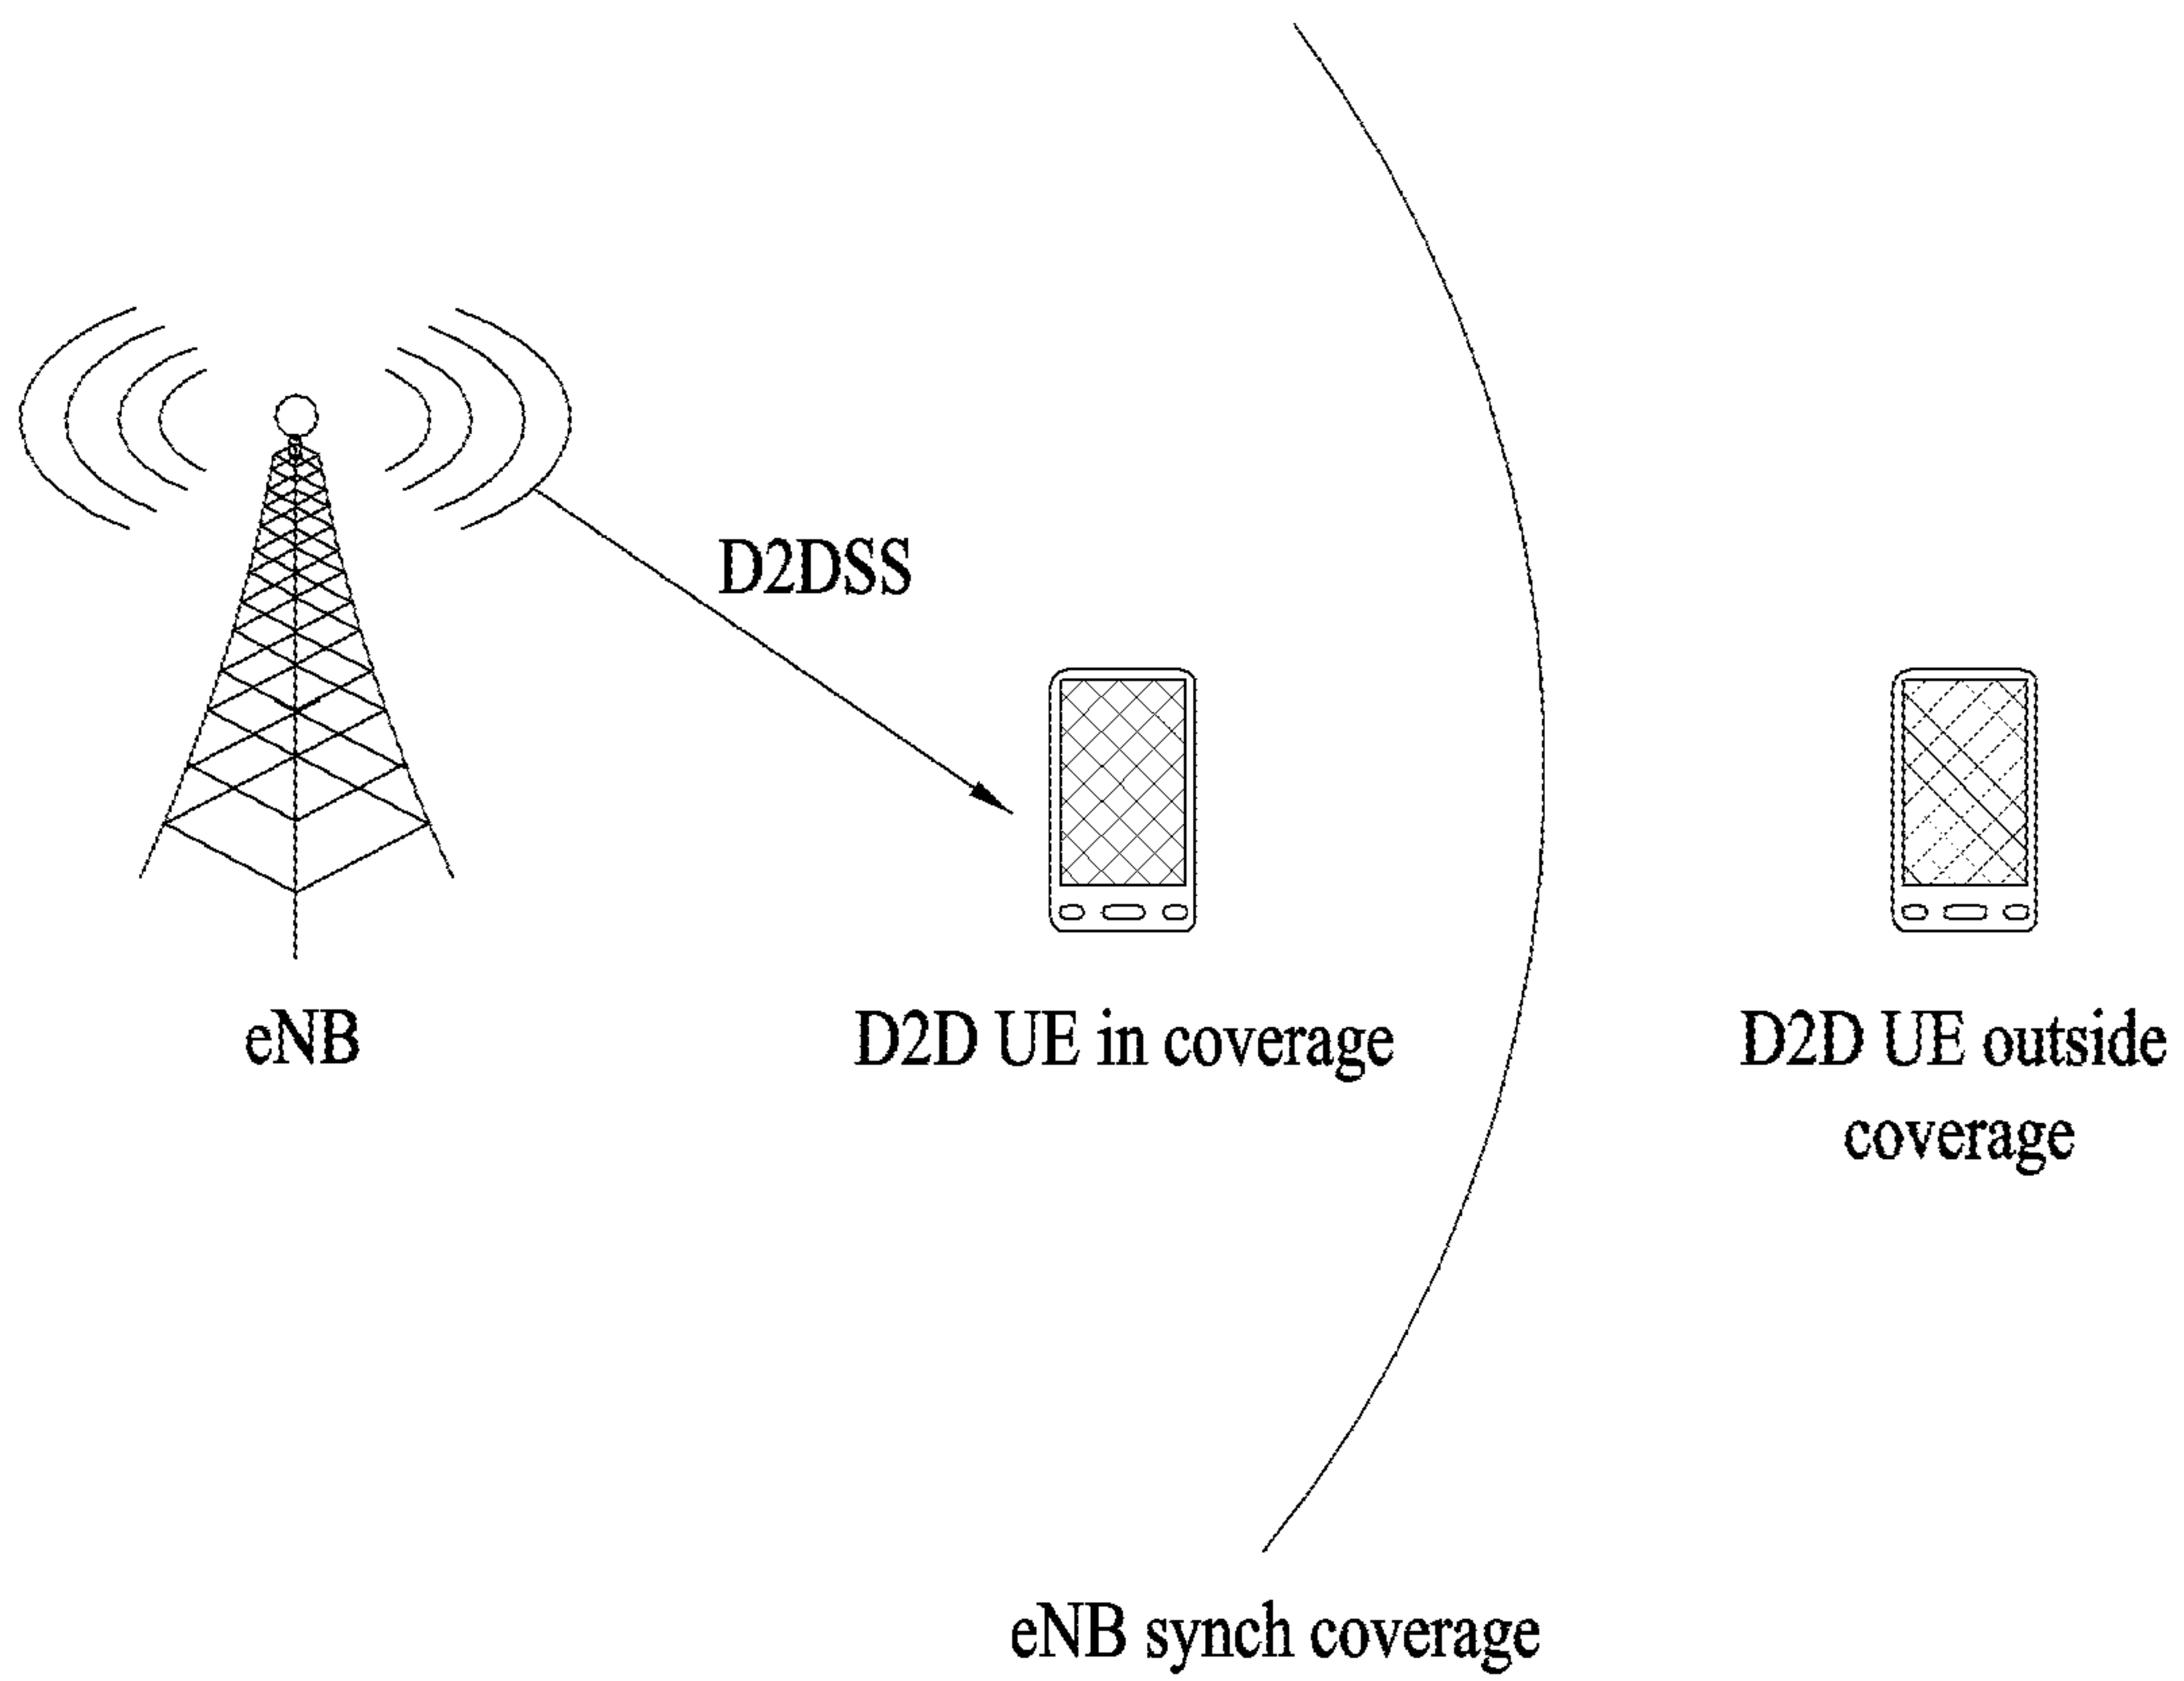 D2DSS
eNB
D2D UE in coverage
D2D UE outside
coverage
eNB synch coverage